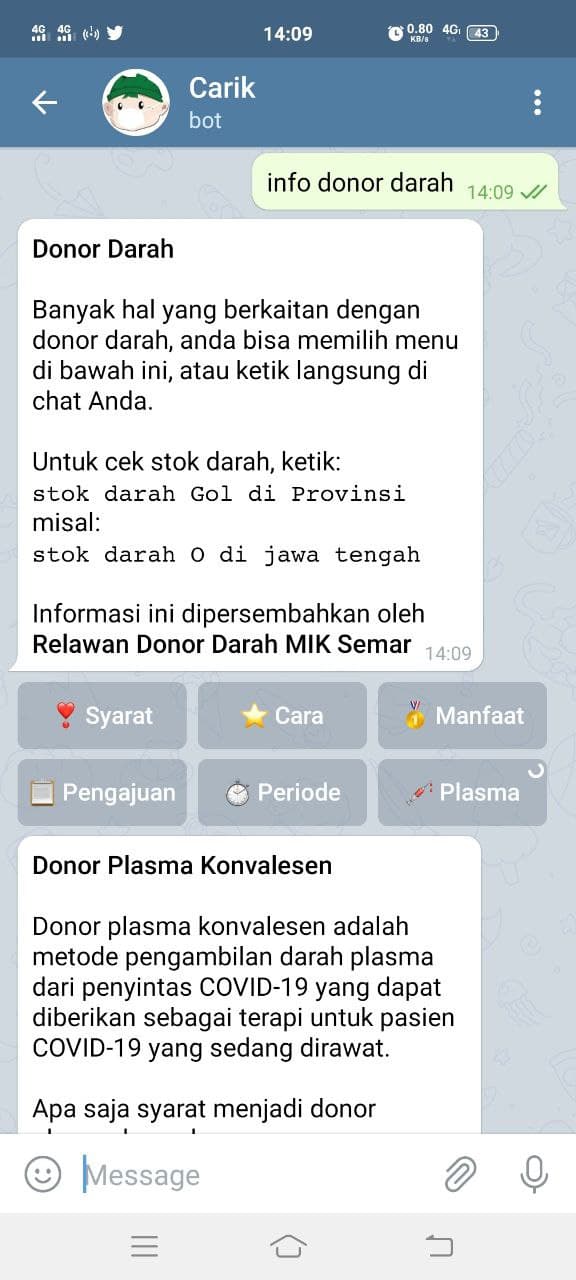 4G 4G 14:09 0.80 KB/s 4G 43
Carik
bot
info donor darah 14:09
Donor Darah
Banyak hal yang berkaitan dengan
donor darah, anda bisa memilih menu
di bawah ini, atau ketik langsung di
chat Anda.
Untuk cek stok darah, ketik:
stok darah Gol di Provinsi
misal:
stok darah O di jawa tengah
Informasi ini dipersembahkan oleh
Relawan Donor Darah MIK Semar 14:09
Syarat Cara Manfaat
Pengajuan Periode Plasma
Donor Plasma Konvalesen
Donor plasma konvalesen adalah
metode pengambilan darah plasma
dari penyintas COVID-19 yang dapat
diberikan sebagai terapi untuk pasien
COVID-19 yang sedang dirawat.
Apa saja syarat menjadi donor
Message